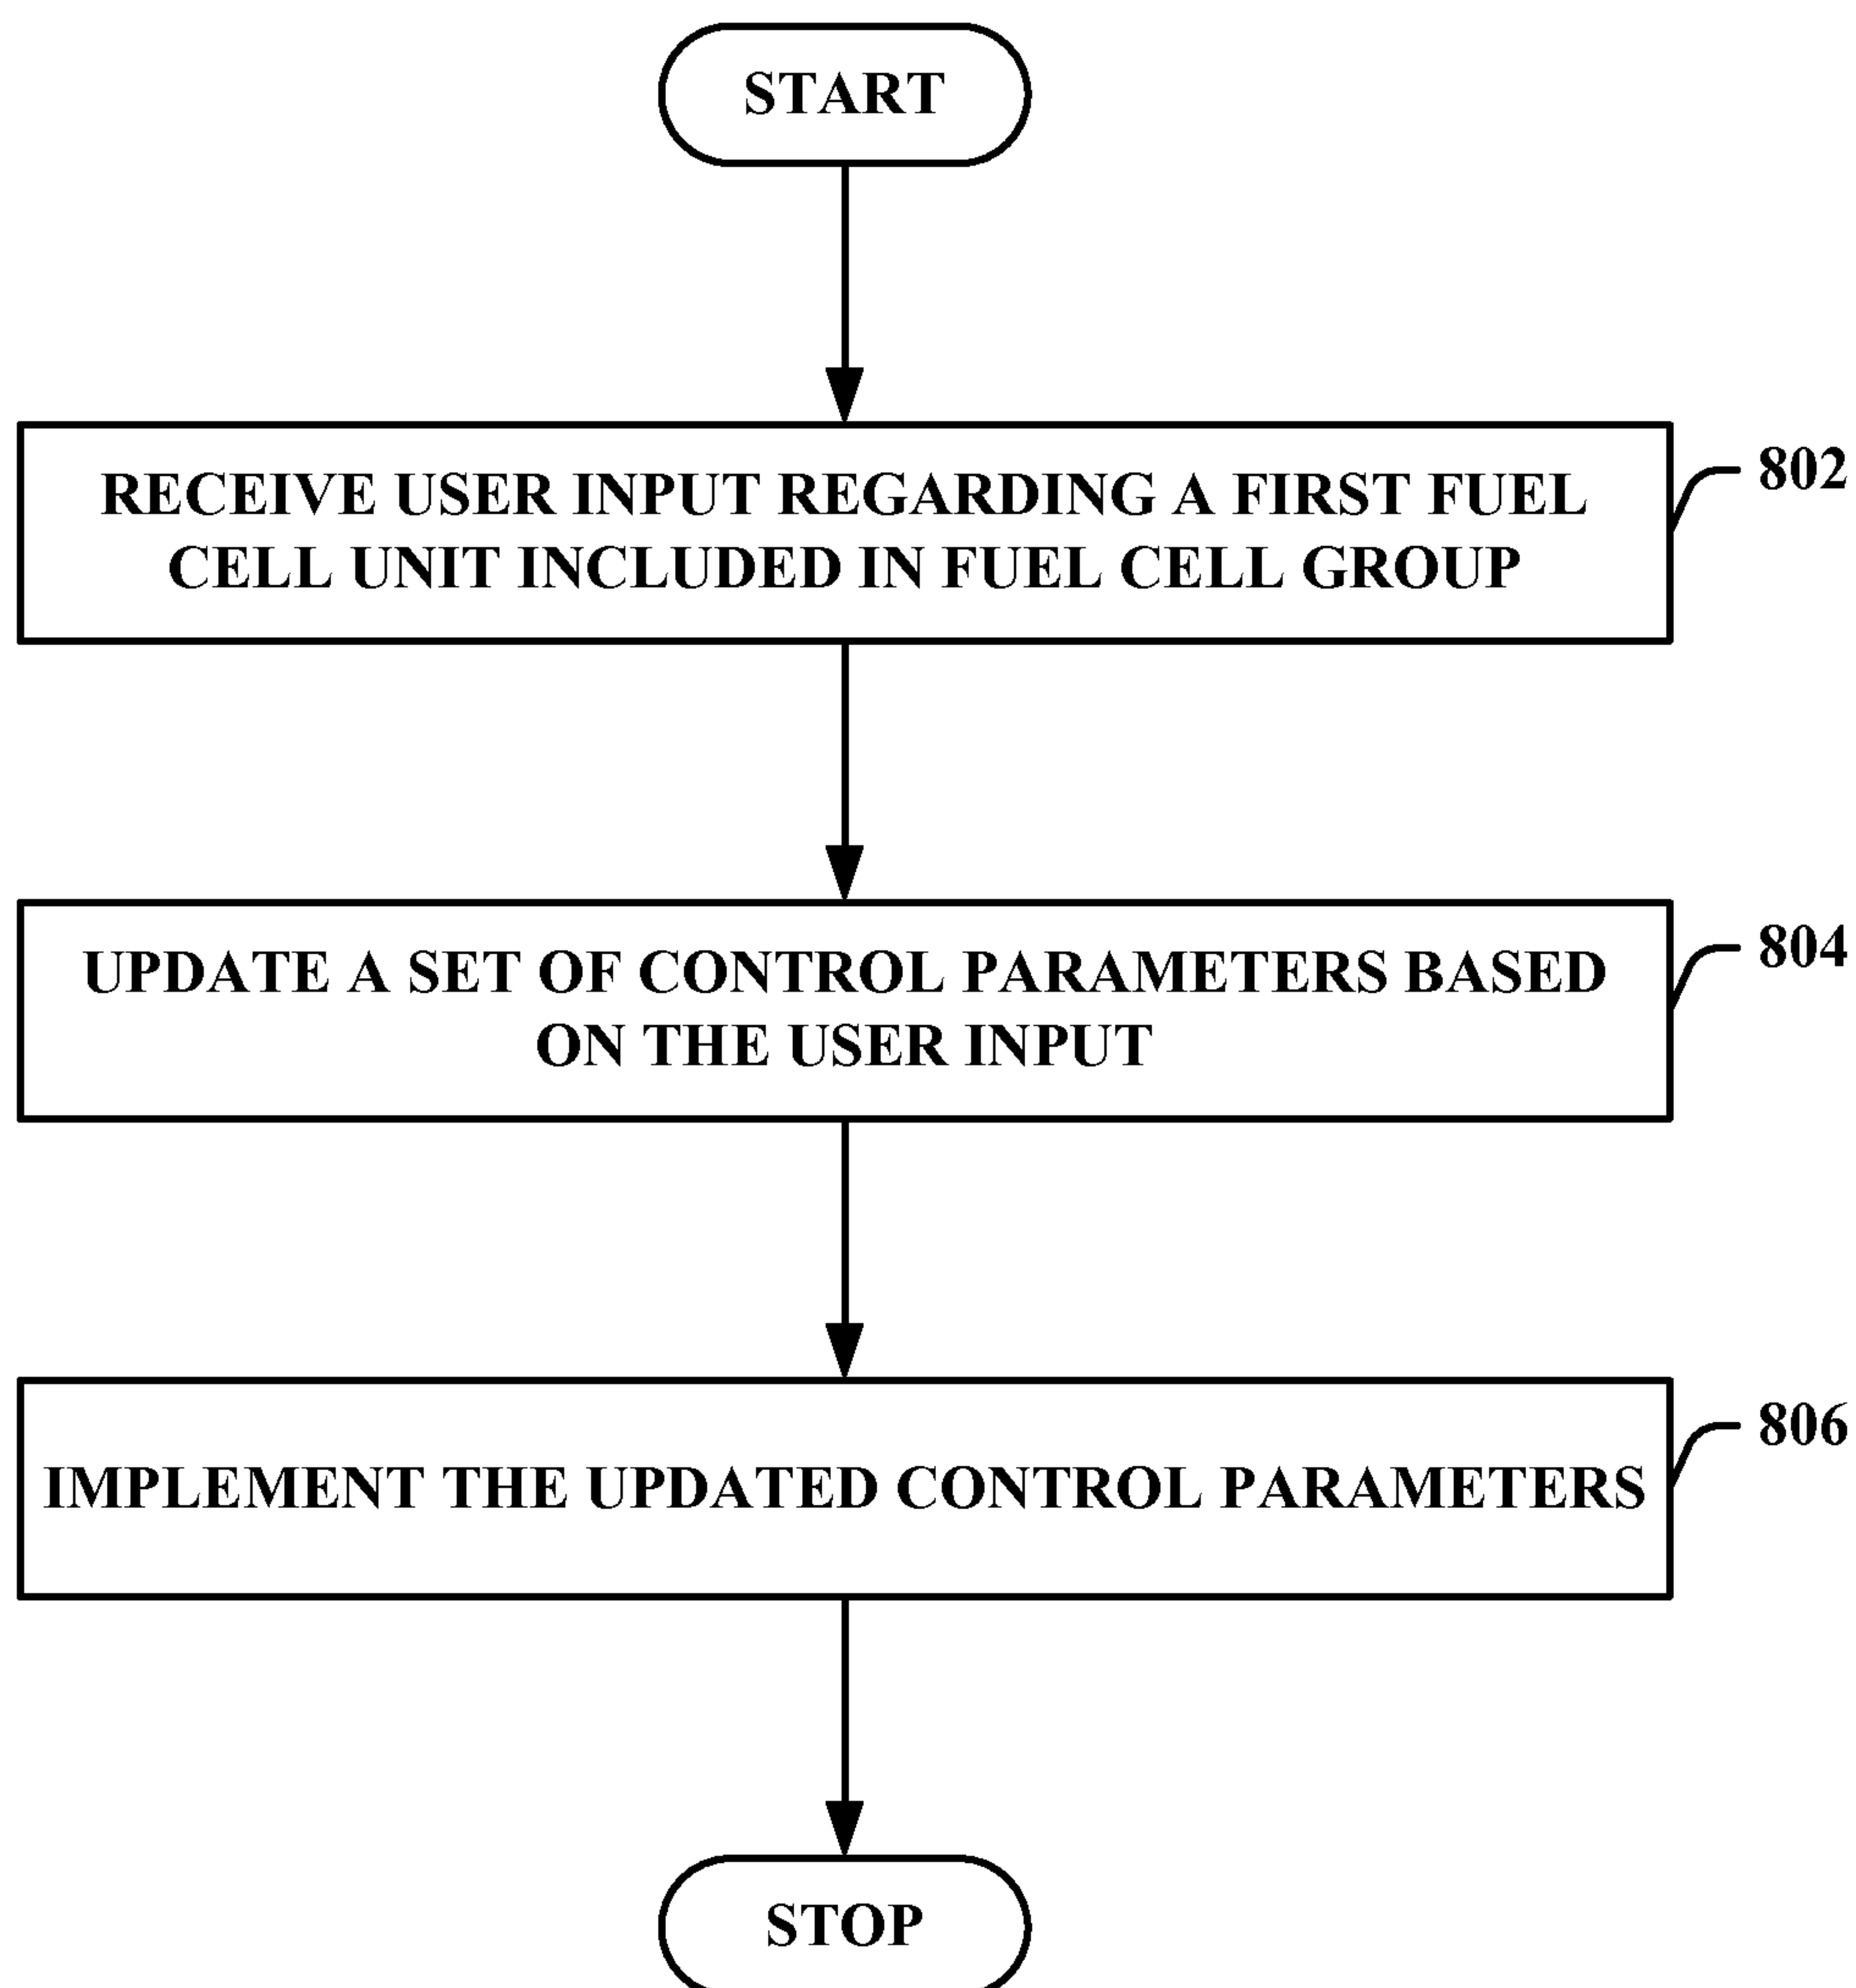 START
RECEIVE USER INPUT REGARDING A FIRST FUEL
CELL UNIT INCLUDED IN FUEL CELL GROUP
802
UPDATE A SET OF CONTROL PARAMETERS BASED
ON THE USER INPUT
804
IMPLEMENT THE UPDATED CONTROL PARAMETERS
806
STOP